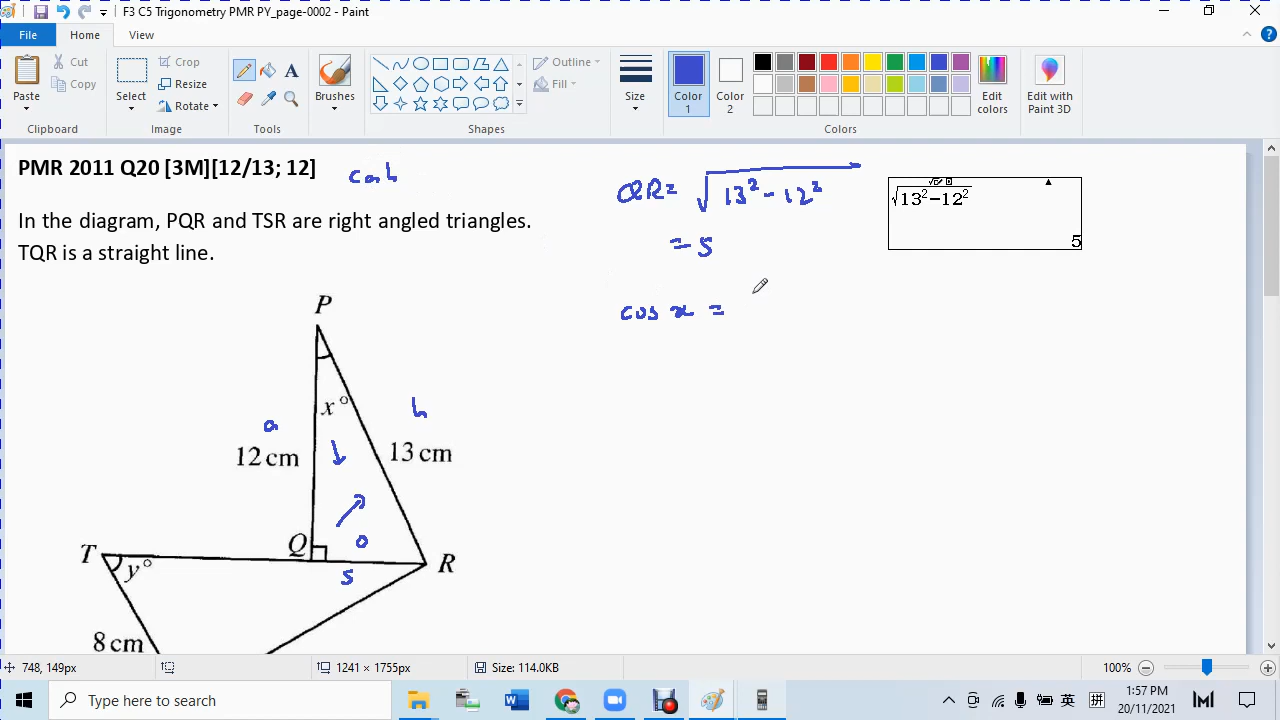 F3 C5 Trigonometry PMR PY_page-0002 - Paint
File Home View
Paste Cut Copy Clipboard
Select Crop Resize Rotate Image
Tools
Brushes
Shapes Outline Fill
Size
Color 1
Color 2
Colors
Edit colors
Edit with Paint 3D
PMR 2011 Q20 [3M][12/13; 12]
cah
In the diagram, PQR and TSR are right angled triangles.
TQR is a straight line.
QR = √13² - 12²
= 5
cos x =
√13²−12²
5
P
x°
a
h
12 cm
13 cm
Q
o
T
R
y°
5
8 cm
748, 149px
1241 × 1755px
Size: 114.0KB
100%
Type here to search
英
拼
1:57 PM
20/11/2021